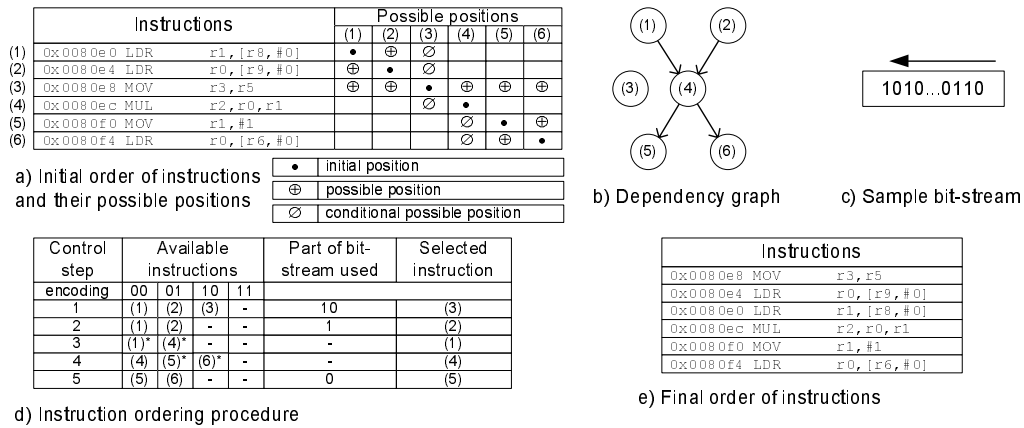 Instructions Possible positions
(1) (2) (3) (4) (5) (6)
(1) 0x0080e0 LDR r1,[r8,#0] • ⊕ ∅
(2) 0x0080e4 LDR r0,[r9,#0] ⊕ • ∅
(3) 0x0080e8 MOV r3,r5 ⊕ ⊕ • ⊕ ⊕ ⊕
(4) 0x0080ec MUL r2,r0,r1 ∅ •
(5) 0x0080f0 MOV r1,#1 ∅ • ⊕
(6) 0x0080f4 LDR r0,[r6,#0] ∅ ⊕ •
• initial position
⊕ possible position
∅ conditional possible position
a) Initial order of instructions
and their possible positions
(1) (2)
(3) (4)
(5) (6)
b) Dependency graph
1010...0110
c) Sample bit-stream
Control step Available instructions Part of bit-stream used Selected instruction
encoding 00 01 10 11
1 (1) (2) (3) - 10 (3)
2 (1) (2) - - 1 (2)
3 (1)* (4)* - - - (1)
4 (4) (5)* (6)* - - (4)
5 (5) (6) - - 0 (5)
d) Instruction ordering procedure
Instructions
0x0080e8 MOV r3,r5
0x0080e4 LDR r0,[r9,#0]
0x0080e0 LDR r1,[r8,#0]
0x0080ec MUL r2,r0,r1
0x0080f0 MOV r1,#1
0x0080f4 LDR r0,[r6,#0]
e) Final order of instructions